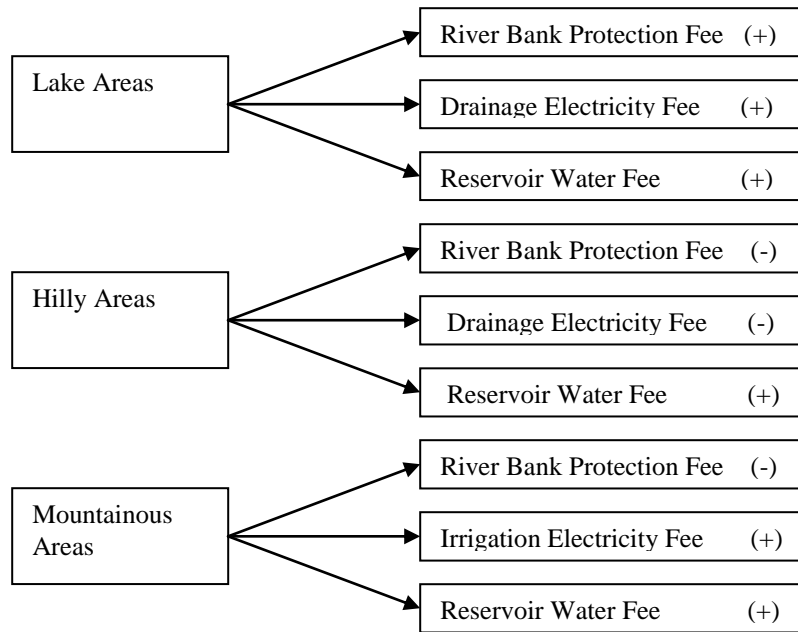 Lake Areas
River Bank Protection Fee (+)
Drainage Electricity Fee (+)
Reservoir Water Fee (+)
Hilly Areas
River Bank Protection Fee (-)
Drainage Electricity Fee (-)
Reservoir Water Fee (+)
Mountainous
Areas
River Bank Protection Fee (-)
Irrigation Electricity Fee (+)
Reservoir Water Fee (+)